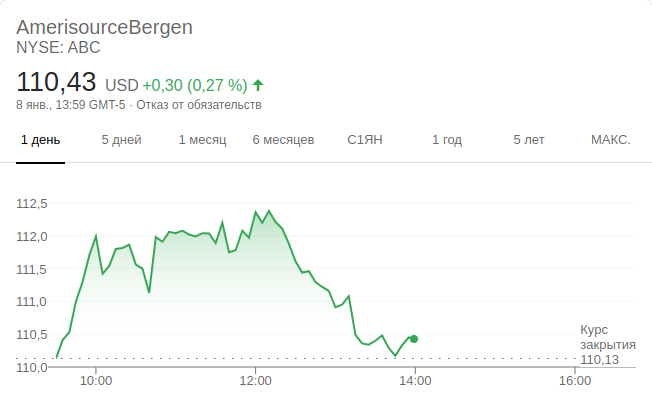 AmerisourceBergen
NYSE: ABC
110,43 USD +0,30 (0,27 %)
8 янв., 13:59 GMT-5 · Отказ от обязательств
1 день 5 дней 1 месяц 6 месяцев С1ЯН 1 год 5 лет МАКС.
112,5
112,0
111,5
111,0
110,5
110,0
Курс
закрытия
110,13
10:00 12:00 14:00 16:00